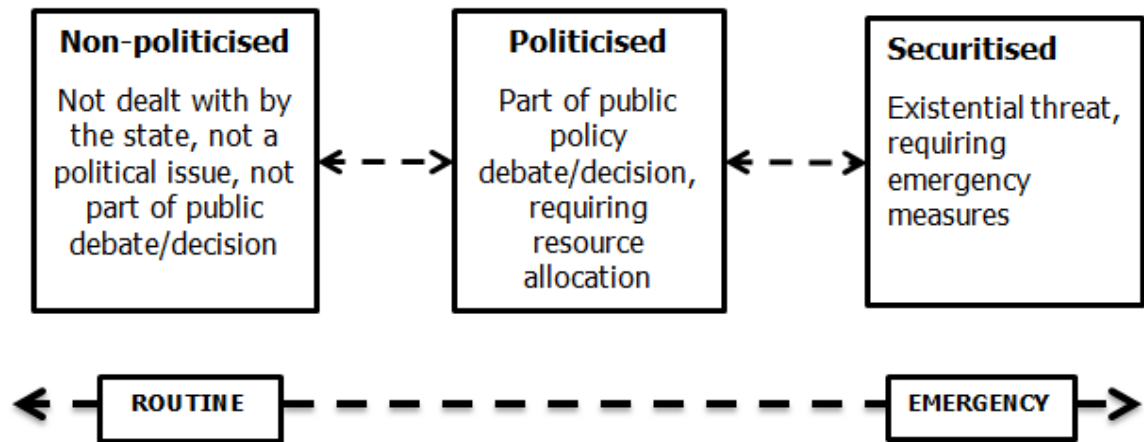 Non-politicised
Not dealt with by
the state, not a
political issue, not
part of public
debate/decision
Politicised
Part of public
policy
debate/decision,
requiring
resource
allocation
Securitised
Existential threat,
requiring
emergency
measures
ROUTINE
EMERGENCY